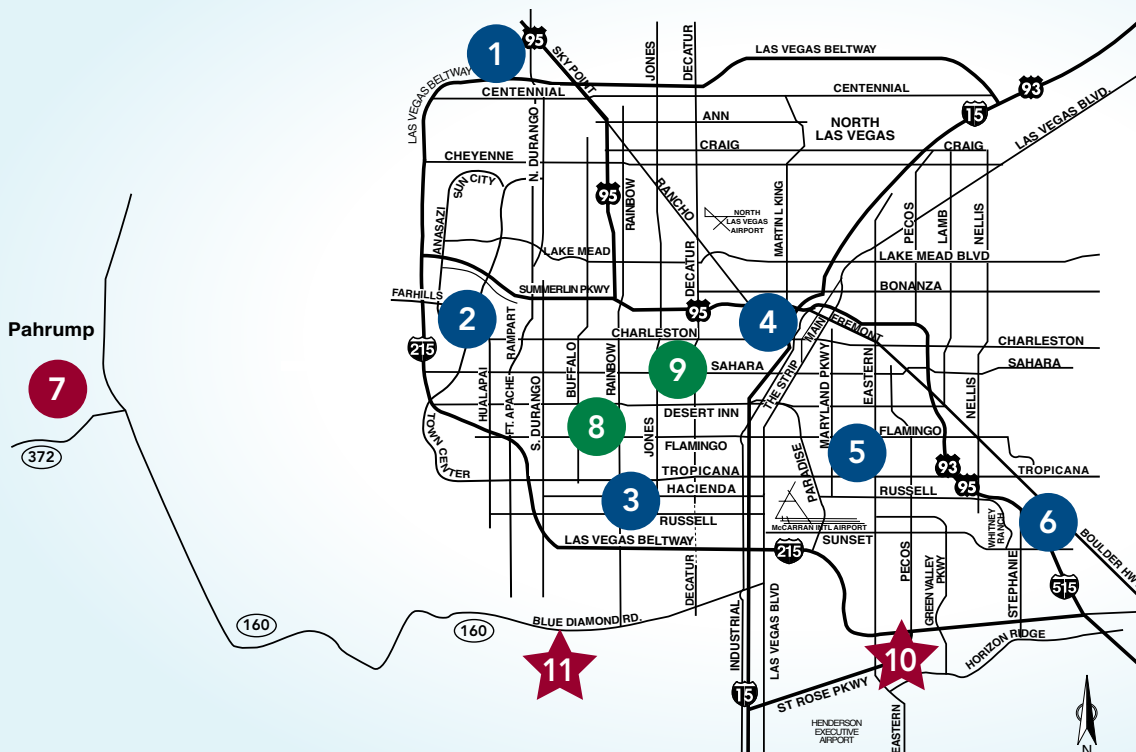 1
95
SKY POINT
JONES
DECATUR
LAS VEGAS BELTWAY
LAS VEGAS BELTWAY
CENTENNIAL
CENTENNIAL
93
15
LAS VEGAS BLVD.
N. DURANGO
ANN
NORTH
LAS VEGAS
CRAIG
CRAIG
CHEYENNE
SUN CITY
95
RAINBOW
RANCHO
MARTIN L KING
PECOS
LAMB
NELLIS
ANASAZI
NORTH
LAS VEGAS
AIRPORT
LAKE MEAD
LAKE MEAD BLVD
DECATUR
SUMMERLIN PKWY
BONANZA
FARHILLS
2
95
4
MAIN
FREMONT
Pahrump
7
215
RAMPART
CHARLESTON
CHARLESTON
9
SAHARA
SAHARA
HUALAPAI
FT. APACHE
S. DURANGO
BUFFALO
RAINBOW
THE STRIP
MARYLAND PKWY
EASTERN
NELLIS
DESERT INN
8
JONES
FLAMINGO
FLAMINGO
372
TOWN CENTER
5
TROPICANA
TROPICANA
93
95
3
HACIENDA
PARADISE
RUSSELL
RUSSELL
McCARRAN INTL AIRPORT
SUNSET
WHITNEY
RANCH
6
LAS VEGAS BELTWAY
215
BOULDER HWY
DECATUR
PECOS
GREEN VALLEY
PKWY
STEPHANIE
515
160
160
BLUE DIAMOND RD.
INDUSTRIAL
LAS VEGAS BLVD
11
10
HORIZON RIDGE
15
ST ROSE PKWY
EASTERN
HENDERSON
EXECUTIVE
AIRPORT
N